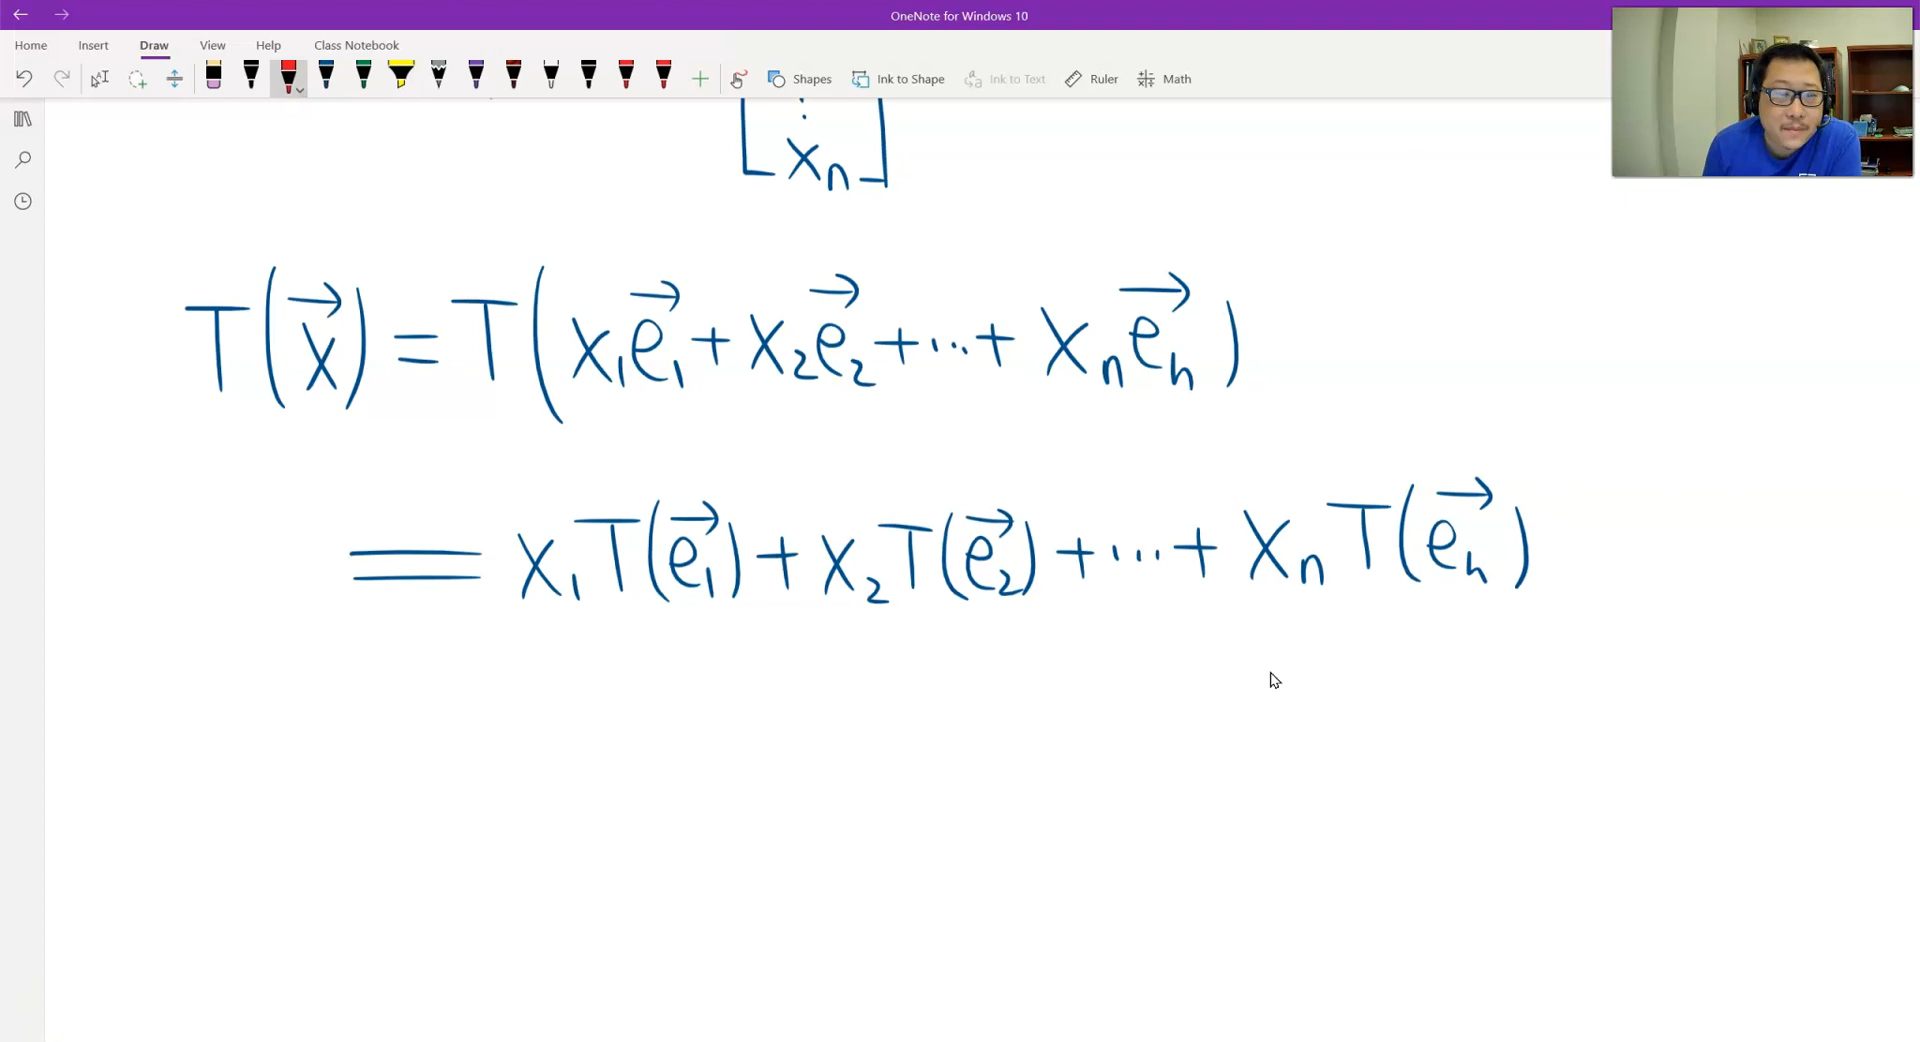 OneNote for Windows 10
Home Insert Draw View Help Class Notebook
Shapes Ink to Shape Ink to Text Ruler Math
⋮
xₙ
T(x⃗) = T(x₁e⃗₁ + x₂e⃗₂ + ... + xₙe⃗ₙ)
= x₁T(e⃗₁) + x₂T(e⃗₂) + ... + xₙT(e⃗ₙ)